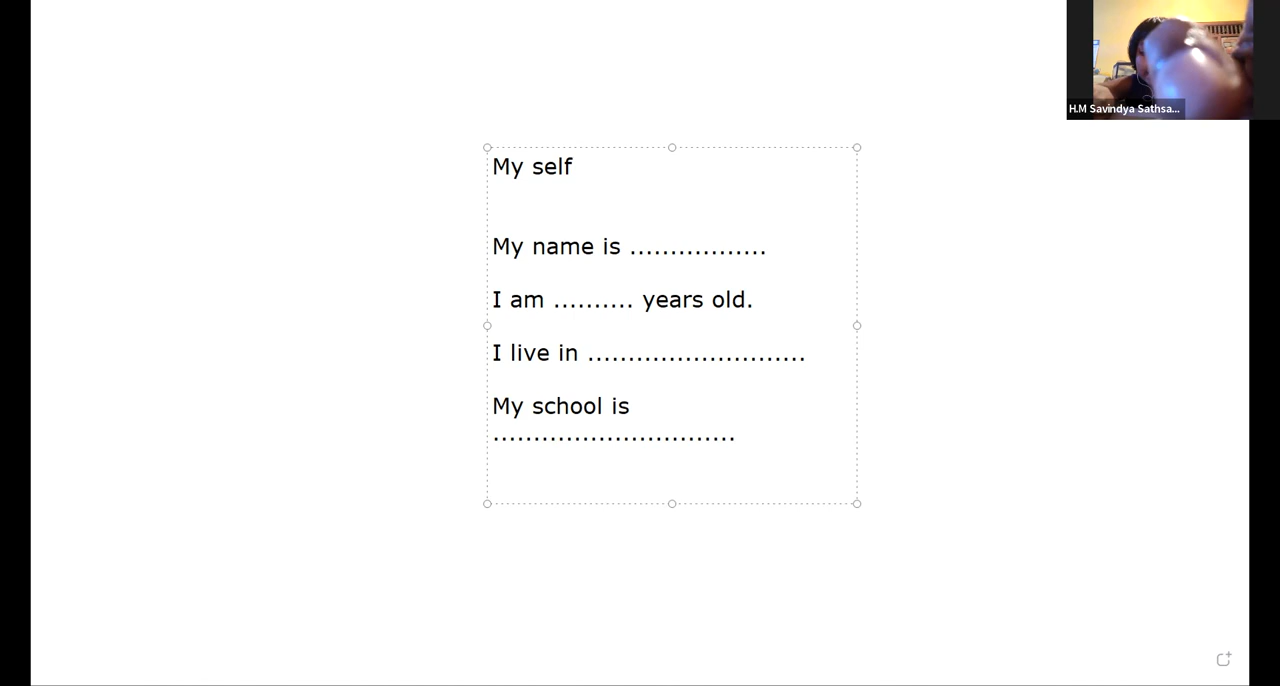 H.M Savindya Sathsa...
My self
My name is .................
I am .......... years old.
I live in ...........................
My school is
..............................